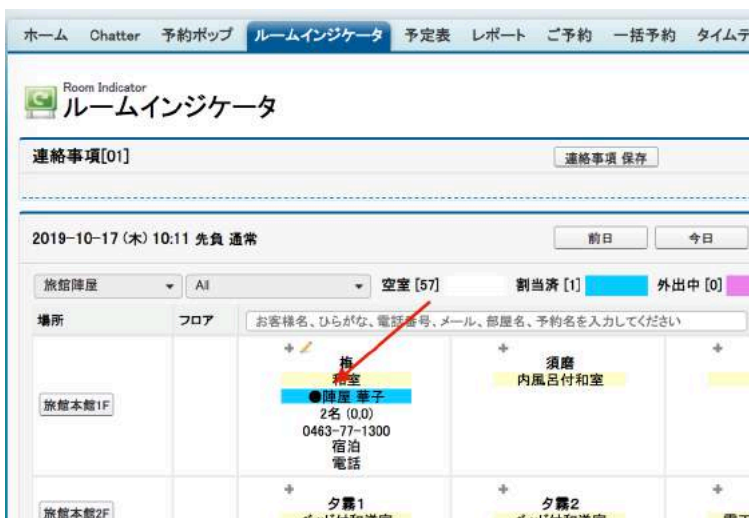 ホーム Chatter 予約ポップ ルームインジケータ 予定表 レポート ご予約 一括予約 タイムテ
Room Indicator
ルームインジケータ
連絡事項[01] 連絡事項 保存
2019-10-17 (木) 10:11 先負 通常 前日 今日
旅館陣屋 All 空室 [57] 割当済 [1] 外出中 [0]
場所 フロア お客様名、ひらがな、電話番号、メール、部屋名、予約名を入力してください
梅 須磨
和室 内風呂付和室
旅館本館1F ●陣屋 華子
2名 (0,0)
0463-77-1300
宿泊
電話
夕霧1 夕霧2
旅館本館2F